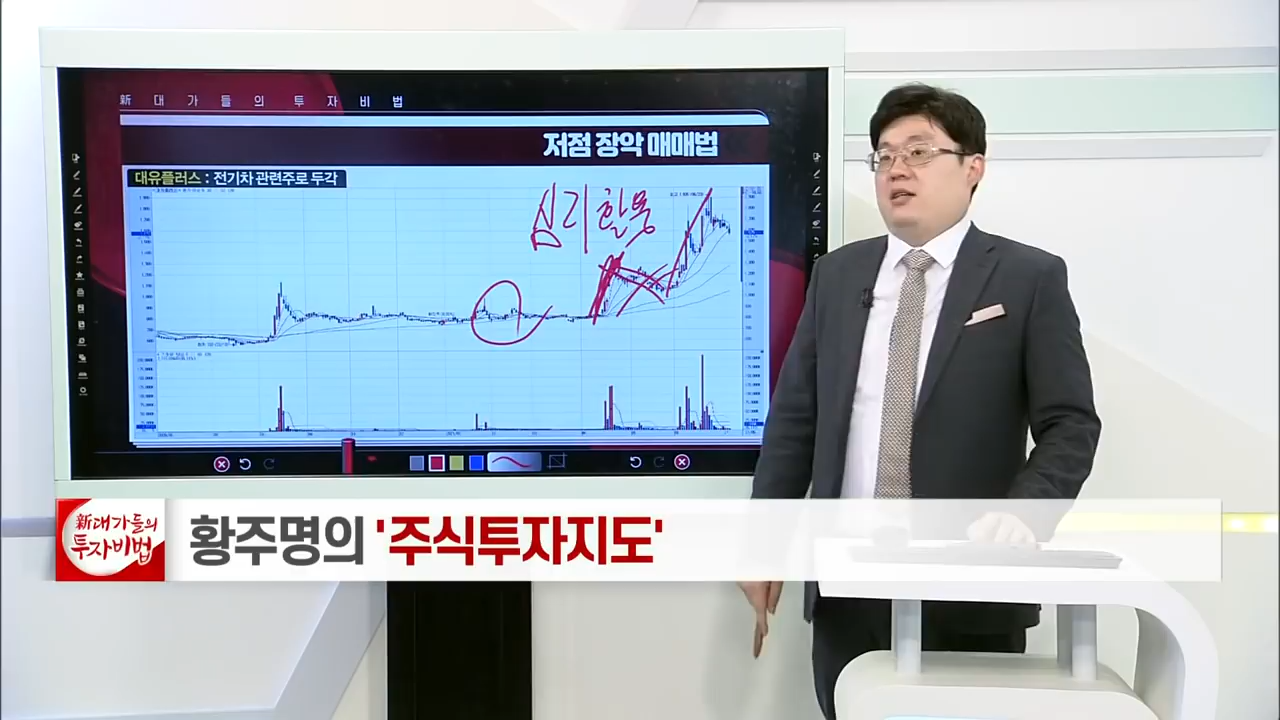 新 대 가 들 의 투 자 비 법
저점 장악 매매법
대유플러스 : 전기차 관련주로 두각
심리 활용
新대가들의
투자비법
황주명의 '주식투자지도'